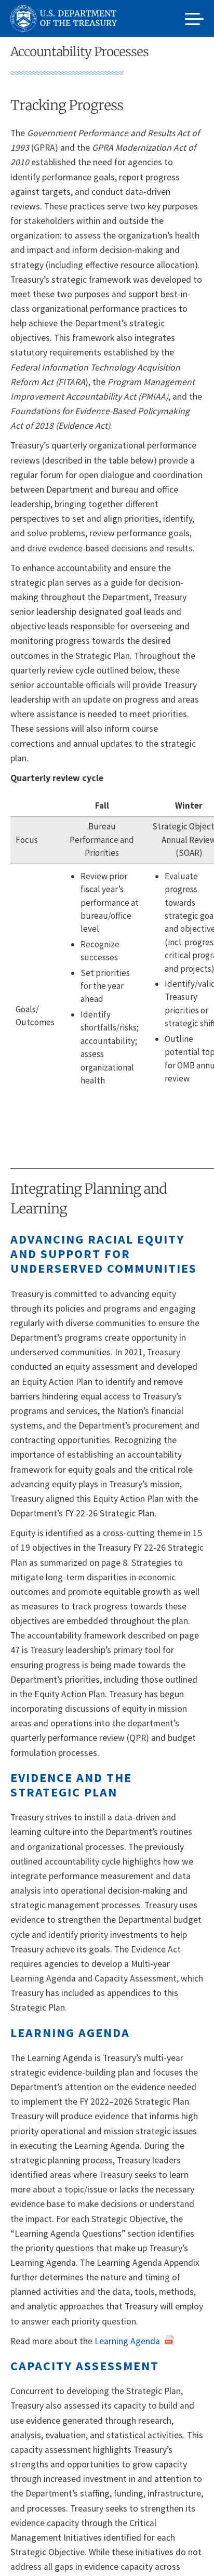 U.S. DEPARTMENT
OF THE TREASURY
Accountability Processes
Tracking Progress
The Government Performance and Results Act of
1993 (GPRA) and the GPRA Modernization Act of
2010 established the need for agencies to
identify performance goals, report progress
against targets, and conduct data-driven
reviews. These practices serve two key purposes
for stakeholders within and outside the
organization: to assess the organization’s health
and impact and inform decision-making and
strategy (including effective resource allocation).
Treasury’s strategic framework was developed to
meet these two purposes and support best-in-
class organizational performance practices to
help achieve the Department’s strategic
objectives. This framework also integrates
statutory requirements established by the
Federal Information Technology Acquisition
Reform Act (FITARA), the Program Management
Improvement Accountability Act (PMIAA), and the
Foundations for Evidence-Based Policymaking
Act of 2018 (Evidence Act).
Treasury’s quarterly organizational performance
reviews (described in the table below) provide a
regular forum for open dialogue and coordination
between Department and bureau and office
leadership, bringing together different
perspectives to set and align priorities, identify,
and solve problems, review performance goals,
and drive evidence-based decisions and results.
To enhance accountability and ensure the
strategic plan serves as a guide for decision-
making throughout the Department, Treasury
senior leadership designated goal leads and
objective leads responsible for overseeing and
monitoring progress towards the desired
outcomes in the Strategic Plan. Throughout the
quarterly review cycle outlined below, these
senior accountable officials will provide Treasury
leadership with an update on progress and areas
where assistance is needed to meet priorities.
These sessions will also inform course
corrections and annual updates to the strategic
plan.
Quarterly review cycle
Fall
Winter
Focus
Bureau
Performance and
Priorities
Strategic Object
Annual Review
(SOAR)
Goals/
Outcomes
Review prior
fiscal year’s
performance at
bureau/office
level
Recognize
successes
Set priorities
for the year
ahead
Identify
shortfalls/risks;
accountability;
assess
organizational
health
Evaluate
progress
towards
strategic goa
and objective
(incl. progres
critical progra
and projects)
Identify/valid
Treasury
priorities or
strategic shift
Outline
potential top
for OMB annu
review
Integrating Planning and
Learning
ADVANCING RACIAL EQUITY
AND SUPPORT FOR
UNDERSERVED COMMUNITIES
Treasury is committed to advancing equity
through its policies and programs and engaging
regularly with diverse communities to ensure the
Department’s programs create opportunity in
underserved communities. In 2021, Treasury
conducted an equity assessment and developed
an Equity Action Plan to identify and remove
barriers hindering equal access to Treasury’s
programs and services, the Nation’s financial
systems, and the Department’s procurement and
contracting opportunities. Recognizing the
importance of establishing an accountability
framework for equity goals and the critical role
advancing equity plays in Treasury’s mission,
Treasury aligned this Equity Action Plan with the
Department’s FY 22-26 Strategic Plan.
Equity is identified as a cross-cutting theme in 15
of 19 objectives in the Treasury FY 22-26 Strategic
Plan as summarized on page 8. Strategies to
mitigate long-term disparities in economic
outcomes and promote equitable growth as well
as measures to track progress towards these
objectives are embedded throughout the plan.
The accountability framework described on page
47 is Treasury leadership’s primary tool for
ensuring progress is being made towards the
Department’s priorities, including those outlined
in the Equity Action Plan. Treasury has begun
incorporating discussions of equity in mission
areas and operations into the department’s
quarterly performance review (QPR) and budget
formulation processes.
EVIDENCE AND THE
STRATEGIC PLAN
Treasury strives to instill a data-driven and
learning culture into the Department’s routines
and organizational processes. The previously
outlined accountability cycle highlights how we
integrate performance measurement and data
analysis into operational decision-making and
strategic management processes. Treasury uses
evidence to strengthen the Departmental budget
cycle and identify priority investments to help
Treasury achieve its goals. The Evidence Act
requires agencies to develop a Multi-year
Learning Agenda and Capacity Assessment, which
Treasury has included as appendices to this
Strategic Plan.
LEARNING AGENDA
The Learning Agenda is Treasury’s multi-year
strategic evidence-building plan and focuses the
Department’s attention on the evidence needed
to implement the FY 2022–2026 Strategic Plan.
Treasury will produce evidence that informs high
priority operational and mission strategic issues
in executing the Learning Agenda. During the
strategic planning process, Treasury leaders
identified areas where Treasury seeks to learn
more about a topic/issue or lacks the necessary
evidence base to make decisions or understand
the impact. For each Strategic Objective, the
“Learning Agenda Questions” section identifies
the priority questions that make up Treasury’s
Learning Agenda. The Learning Agenda Appendix
further determines the nature and timing of
planned activities and the data, tools, methods,
and analytic approaches that Treasury will employ
to answer each priority question.
Read more about the Learning Agenda
CAPACITY ASSESSMENT
Concurrent to developing the Strategic Plan,
Treasury also assessed its capacity to build and
use evidence generated through research,
analysis, evaluation, and statistical activities. This
capacity assessment highlights Treasury’s
strengths and opportunities to grow capacity
through increased investment in and attention to
the Department’s staffing, funding, infrastructure,
and processes. Treasury seeks to strengthen its
evidence capacity through the Critical
Management Initiatives identified for each
Strategic Objective. While these initiatives do not
address all gaps in evidence capacity across